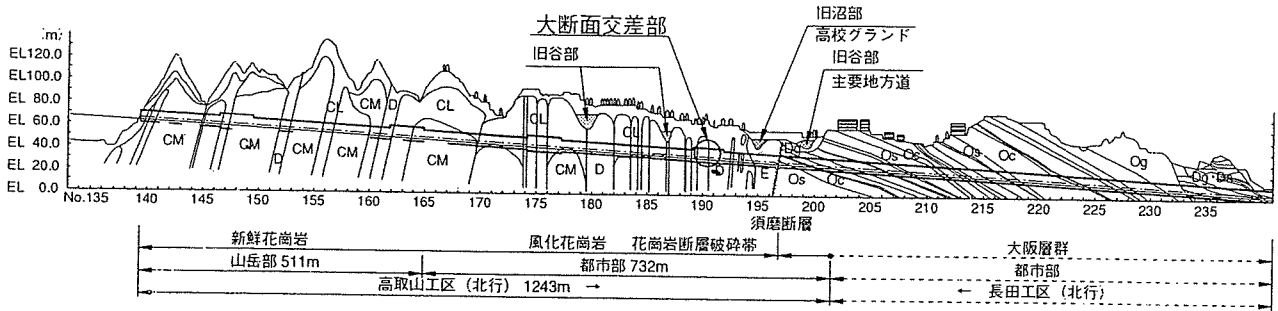 (m)
EL120.0
EL100.0
EL 80.0
EL 60.0
EL 40.0
EL 20.0
EL 0.0
大断面交差部
旧谷部
旧沼部
高校グランド
旧谷部
主要地方道
CM
CM
D
CL
CM
CM
D
CM
CL
CM
CL
CM
D
CL
D
E
Dg
Os
Oc
Os
Oc
Os
Oc
Og
Dg・Ds
No.135 140 145 150 155 160 165 170 175 180 185 190 195 200 205 210 215 220 225 230 235
須磨断層
新鮮花崗岩 風化花崗岩 花崗岩断層破砕帯 大阪層群
山岳部 511m 都市部 732m 都市部
高取山工区 (北行) 1243m → ← 長田工区 (北行)